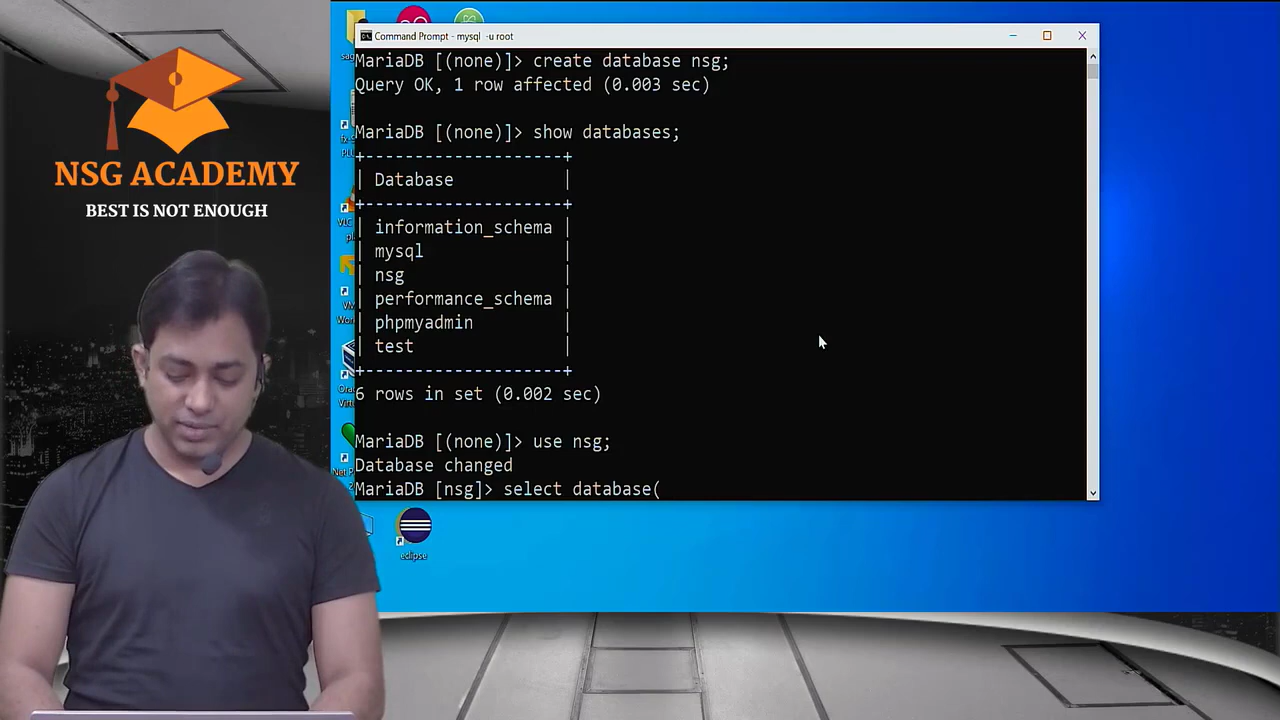 NSG ACADEMY
BEST IS NOT ENOUGH
Command Prompt - mysql -u root
MariaDB [(none)]> create database nsg;
Query OK, 1 row affected (0.003 sec)
MariaDB [(none)]> show databases;
+--------------------+
| Database |
+--------------------+
| information_schema |
| mysql |
| nsg |
| performance_schema |
| phpmyadmin |
| test |
+--------------------+
6 rows in set (0.002 sec)
MariaDB [(none)]> use nsg;
Database changed
MariaDB [nsg]> select database(
eclipse